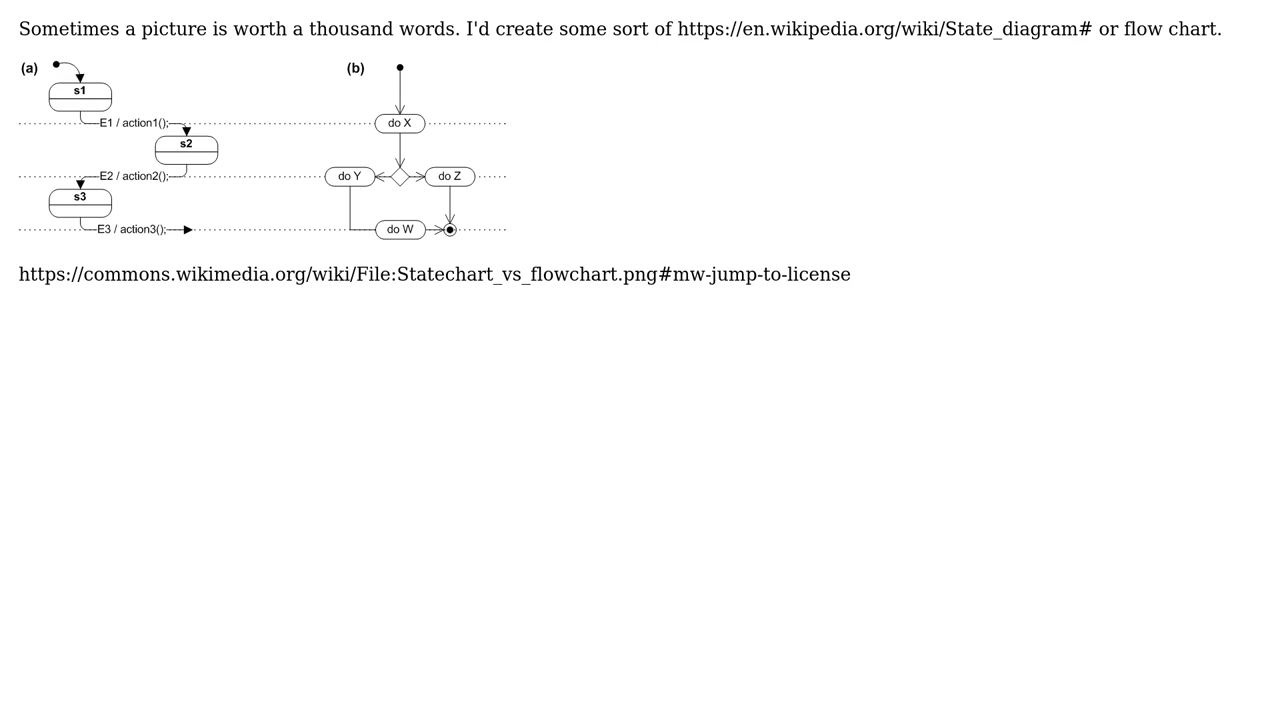 Sometimes a picture is worth a thousand words. I'd create some sort of https://en.wikipedia.org/wiki/State_diagram# or flow chart.
(a)
(b)
s1
E1 / action1();
do X
s2
E2 / action2();
do Y
do Z
s3
E3 / action3();
do W
https://commons.wikimedia.org/wiki/File:Statechart_vs_flowchart.png#mw-jump-to-license